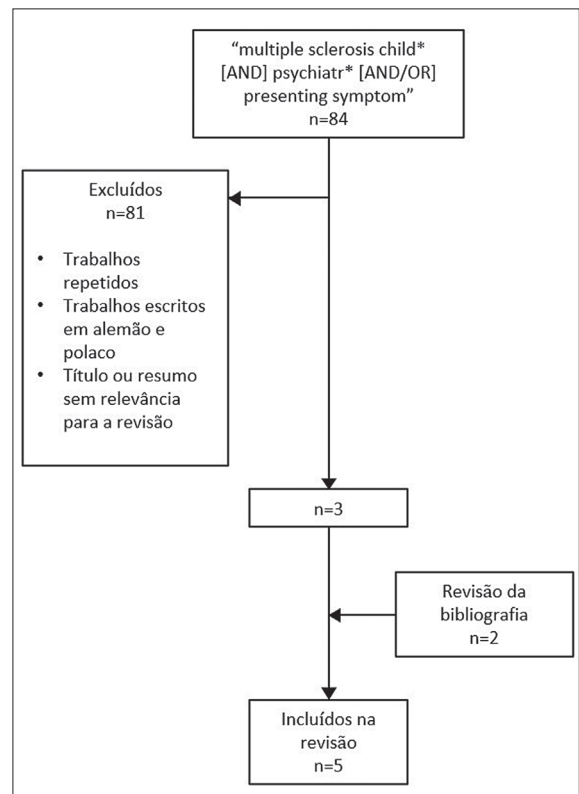 “multiple sclerosis child*
[AND] psychiatr* [AND/OR]
presenting symptom”
n=84
Excluídos
n=81
• Trabalhos
repetidos
• Trabalhos escritos
em alemão e
polaco
• Título ou resumo
sem relevância
para a revisão
n=3
Revisão da
bibliografia
n=2
Incluídos na
revisão
n=5